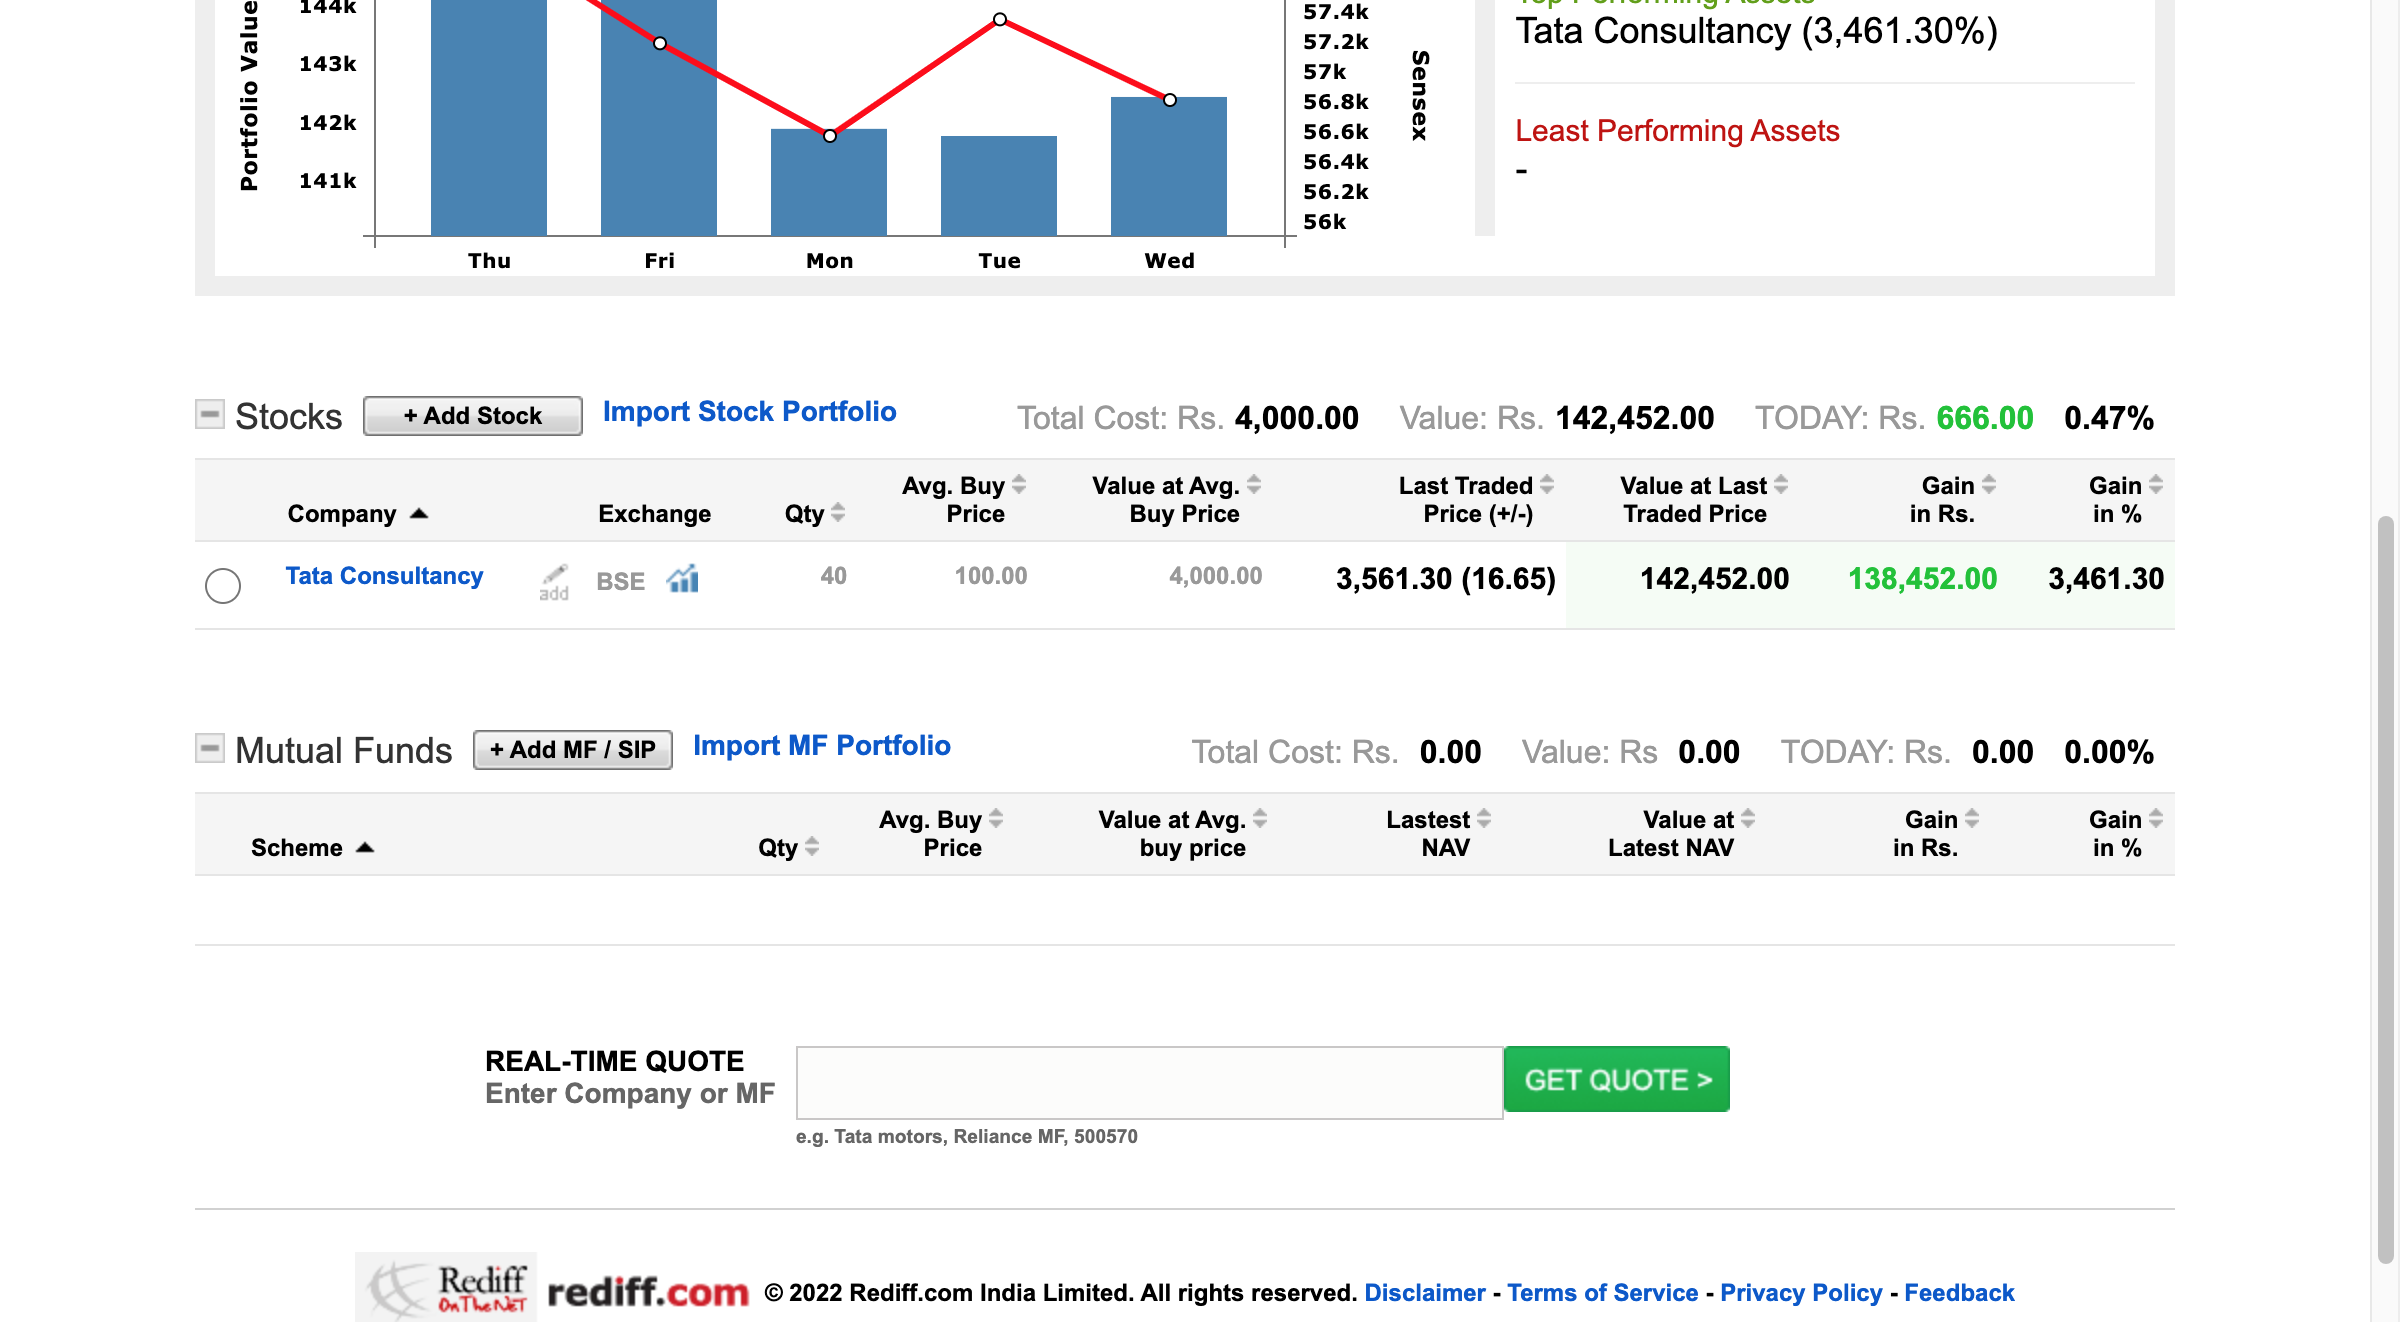 Portfolio Value
144k
143k
142k
141k
Thu Fri Mon Tue Wed
57.4k
57.2k
57k
56.8k
56.6k
56.4k
56.2k
56k
Sensex
Top Performing Assets
Tata Consultancy (3,461.30%)
Least Performing Assets
-
Stocks + Add Stock Import Stock Portfolio Total Cost: Rs. 4,000.00 Value: Rs. 142,452.00 TODAY: Rs. 666.00 0.47%
Company Exchange Qty Avg. Buy Price Value at Avg. Buy Price Last Traded Price (+/-) Value at Last Traded Price Gain in Rs. Gain in %
Tata Consultancy add BSE 40 100.00 4,000.00 3,561.30 (16.65) 142,452.00 138,452.00 3,461.30
Mutual Funds + Add MF / SIP Import MF Portfolio Total Cost: Rs. 0.00 Value: Rs 0.00 TODAY: Rs. 0.00 0.00%
Scheme Qty Avg. Buy Price Value at Avg. buy price Lastest NAV Value at Latest NAV Gain in Rs. Gain in %
REAL-TIME QUOTE
Enter Company or MF
GET QUOTE >
e.g. Tata motors, Reliance MF, 500570
Rediff
OnTheNeT
rediff.com © 2022 Rediff.com India Limited. All rights reserved. Disclaimer - Terms of Service - Privacy Policy - Feedback